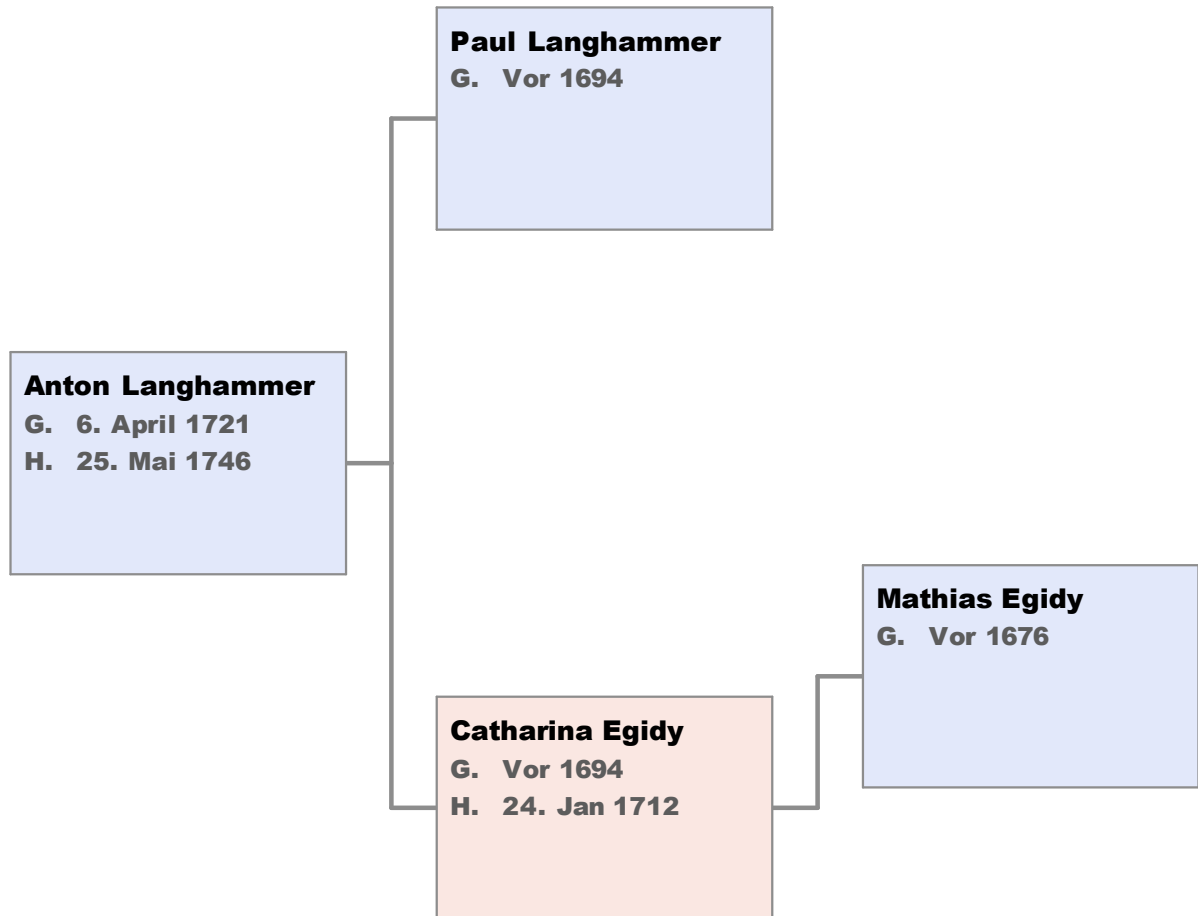 Paul Langhammer
G. Vor 1694
Anton Langhammer
G. 6. April 1721
H. 25. Mai 1746
Mathias Egidy
G. Vor 1676
Catharina Egidy
G. Vor 1694
H. 24. Jan 1712